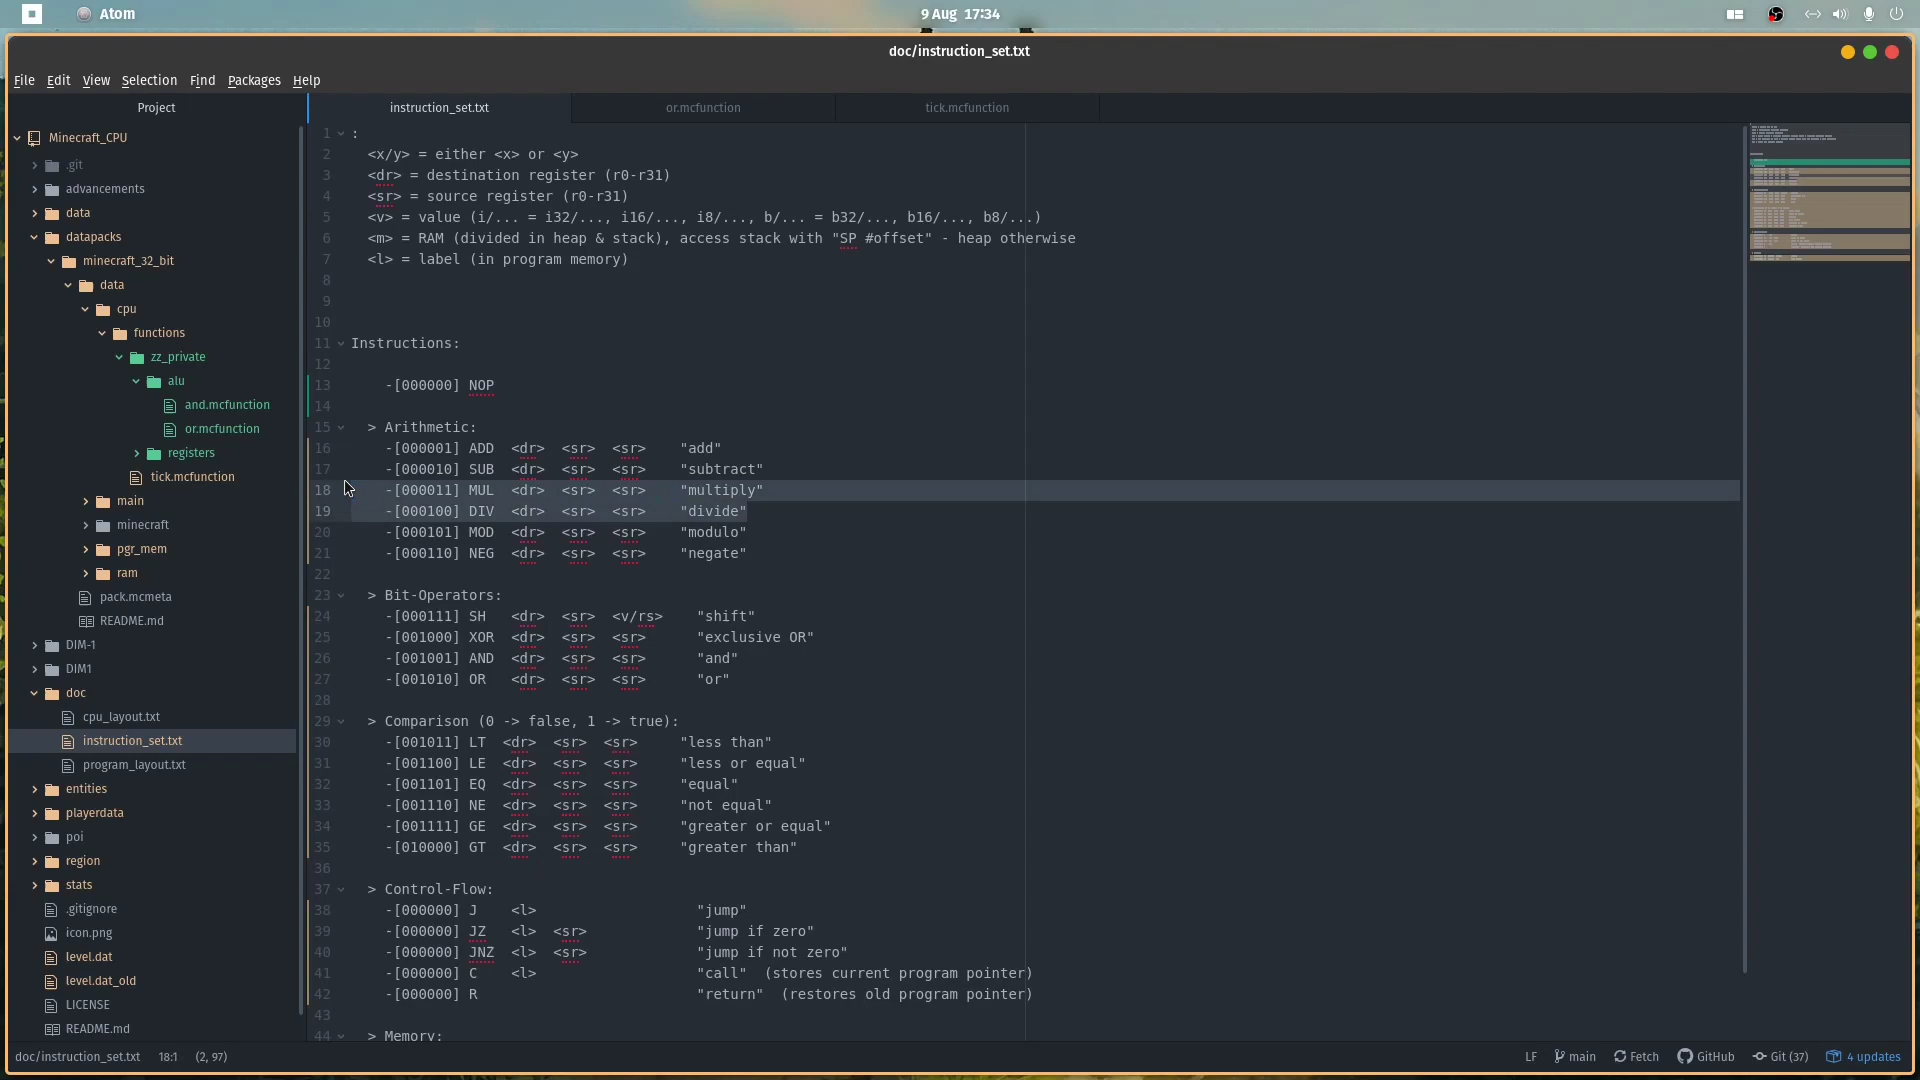 Atom
9 Aug 17:34
doc/instruction_set.txt
File Edit View Selection Find Packages Help
Project
Minecraft_CPU
.git
advancements
data
datapacks
minecraft_32_bit
data
cpu
functions
zz_private
alu
and.mcfunction
or.mcfunction
registers
tick.mcfunction
main
minecraft
pgr_mem
ram
pack.mcmeta
README.md
DIM-1
DIM1
doc
cpu_layout.txt
instruction_set.txt
program_layout.txt
entities
playerdata
poi
region
stats
.gitignore
icon.png
level.dat
level.dat_old
LICENSE
README.md
instruction_set.txt or.mcfunction tick.mcfunction
1 :
2 <x/y> = either <x> or <y>
3 <dr> = destination register (r0-r31)
4 <sr> = source register (r0-r31)
5 <v> = value (i/... = i32/..., i16/..., i8/..., b/... = b32/..., b16/..., b8/...)
6 <m> = RAM (divided in heap & stack), access stack with "SP #offset" - heap otherwise
7 <l> = label (in program memory)
8
9
10
11 Instructions:
12
13 -[000000] NOP
14
15 > Arithmetic:
16 -[000001] ADD <dr> <sr> <sr> "add"
17 -[000010] SUB <dr> <sr> <sr> "subtract"
18 -[000011] MUL <dr> <sr> <sr> "multiply"
19 -[000100] DIV <dr> <sr> <sr> "divide"
20 -[000101] MOD <dr> <sr> <sr> "modulo"
21 -[000110] NEG <dr> <sr> <sr> "negate"
22
23 > Bit-Operators:
24 -[000111] SH <dr> <sr> <v/rs> "shift"
25 -[001000] XOR <dr> <sr> <sr> "exclusive OR"
26 -[001001] AND <dr> <sr> <sr> "and"
27 -[001010] OR <dr> <sr> <sr> "or"
28
29 > Comparison (0 -> false, 1 -> true):
30 -[001011] LT <dr> <sr> <sr> "less than"
31 -[001100] LE <dr> <sr> <sr> "less or equal"
32 -[001101] EQ <dr> <sr> <sr> "equal"
33 -[001110] NE <dr> <sr> <sr> "not equal"
34 -[001111] GE <dr> <sr> <sr> "greater or equal"
35 -[010000] GT <dr> <sr> <sr> "greater than"
36
37 > Control-Flow:
38 -[000000] J <l> "jump"
39 -[000000] JZ <l> <sr> "jump if zero"
40 -[000000] JNZ <l> <sr> "jump if not zero"
41 -[000000] C <l> "call" (stores current program pointer)
42 -[000000] R "return" (restores old program pointer)
43
44 > Memory:
doc/instruction_set.txt 18:1 (2, 97)
LF main Fetch GitHub Git (37) 4 updates